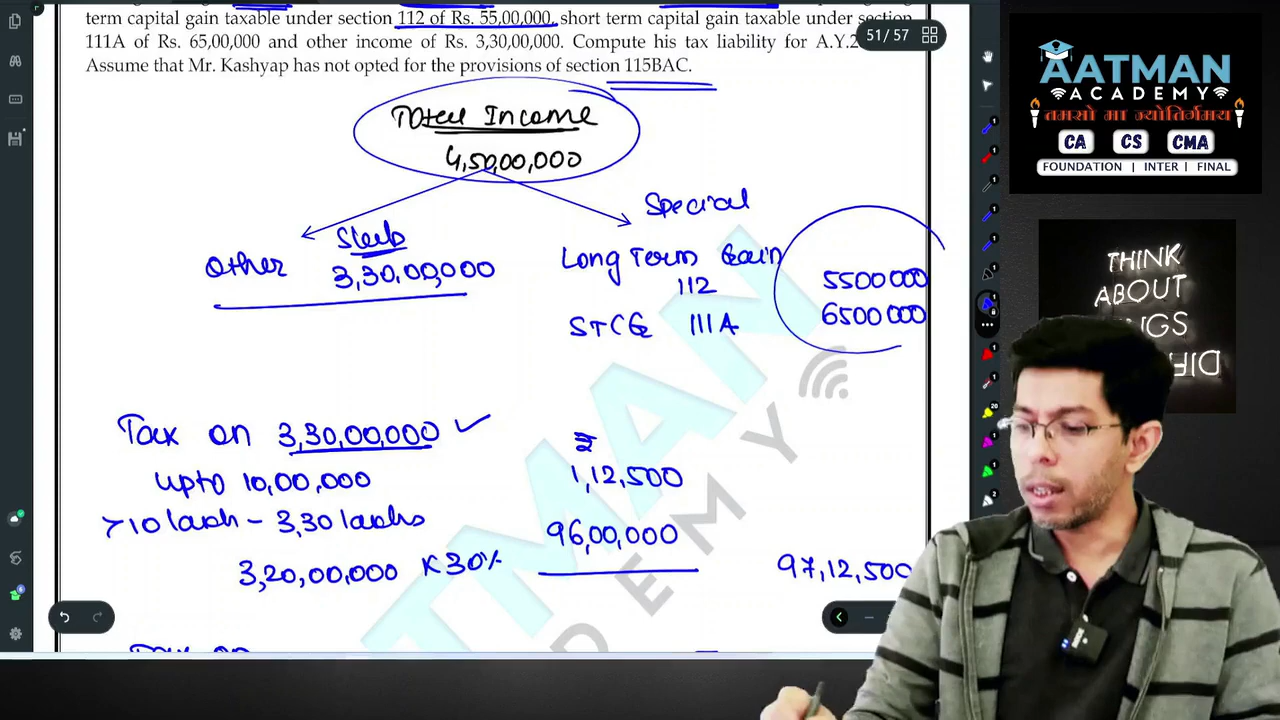 term capital gain taxable under section 112 of Rs. 55,00,000, short term capital gain taxable under section
111A of Rs. 65,00,000 and other income of Rs. 3,30,00,000. Compute his tax liability for A.Y.2
Assume that Mr. Kashyap has not opted for the provisions of section 115BAC.
51/57
Total Income
4,50,00,000
Slab
Other 3,30,00,000
Special
Long Term Gain 5500000
112
STCG 111A 6500000
Tax on 3,30,00,000
₹
upto 10,00,000 1,12,500
>10 lakh - 3,30 lakhs 96,00,000
3,20,00,000 x 30% 97,12,500
Tax on
AATMAN
ACADEMY
तमसो मा ज्योतिर्गमय
CA CS CMA
FOUNDATION | INTER | FINAL
THINK
ABOUT
NGS
DIFF